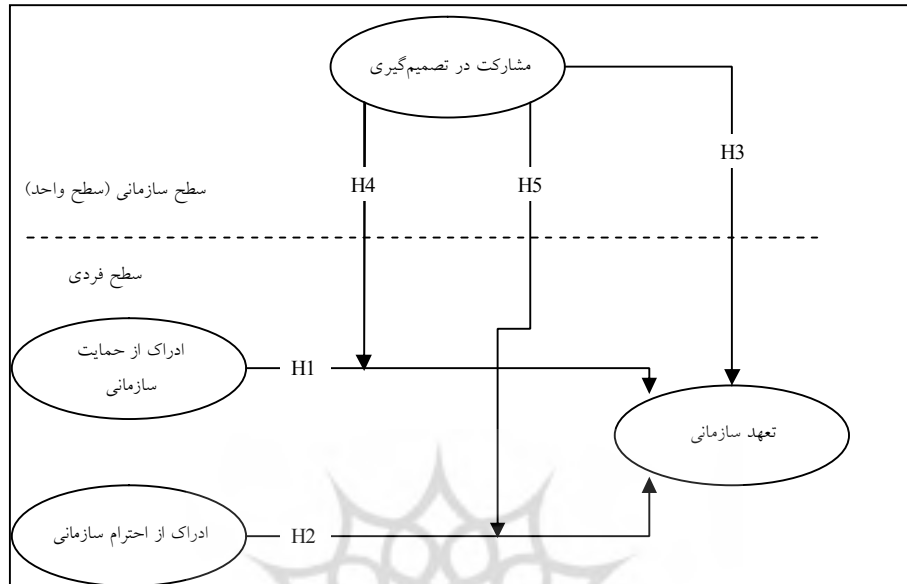 مشارکت در تصمیم‌گیری
H3
H4
H5
سطح سازمانی (سطح واحد)
سطح فردی
ادراک از حمایت
سازمانی
H1
تعهد سازمانی
ادراک از احترام سازمانی
H2